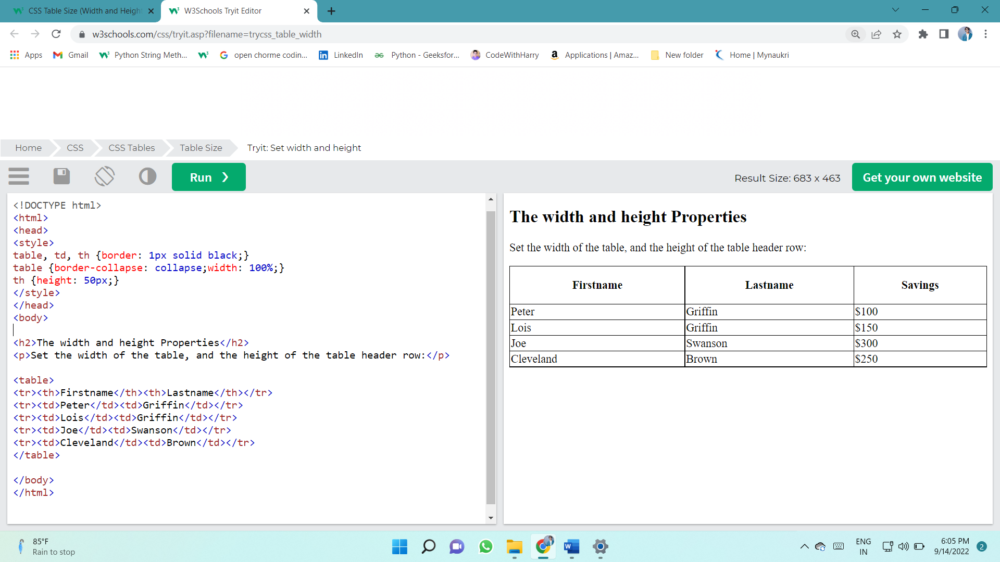 CSS Table Size (Width and Heigh
W3Schools Tryit Editor
w3schools.com/css/tryit.asp?filename=trycss_table_width
Apps
Gmail
Python String Meth...
open chorme codin...
LinkedIn
Python - Geeksfor...
CodeWithHarry
Applications | Amaz...
New folder
Home | Mynaukri
Home
CSS
CSS Tables
Table Size
Tryit: Set width and height
Run ❯
Result Size: 683 x 463
Get your own website
<!DOCTYPE html>
<html>
<head>
<style>
table, td, th {border: 1px solid black;}
table {border-collapse: collapse;width: 100%;}
th {height: 50px;}
</style>
</head>
<body>
<h2>The width and height Properties</h2>
<p>Set the width of the table, and the height of the table header row:</p>
<table>
<tr><th>Firstname</th><th>Lastname</th></tr>
<tr><td>Peter</td><td>Griffin</td></tr>
<tr><td>Lois</td><td>Griffin</td></tr>
<tr><td>Joe</td><td>Swanson</td></tr>
<tr><td>Cleveland</td><td>Brown</td></tr>
</table>
</body>
</html>
The width and height Properties
Set the width of the table, and the height of the table header row:
Firstname Lastname Savings
Peter Griffin $100
Lois Griffin $150
Joe Swanson $300
Cleveland Brown $250
85°F
Rain to stop
ENG
IN
6:05 PM
9/14/2022
2